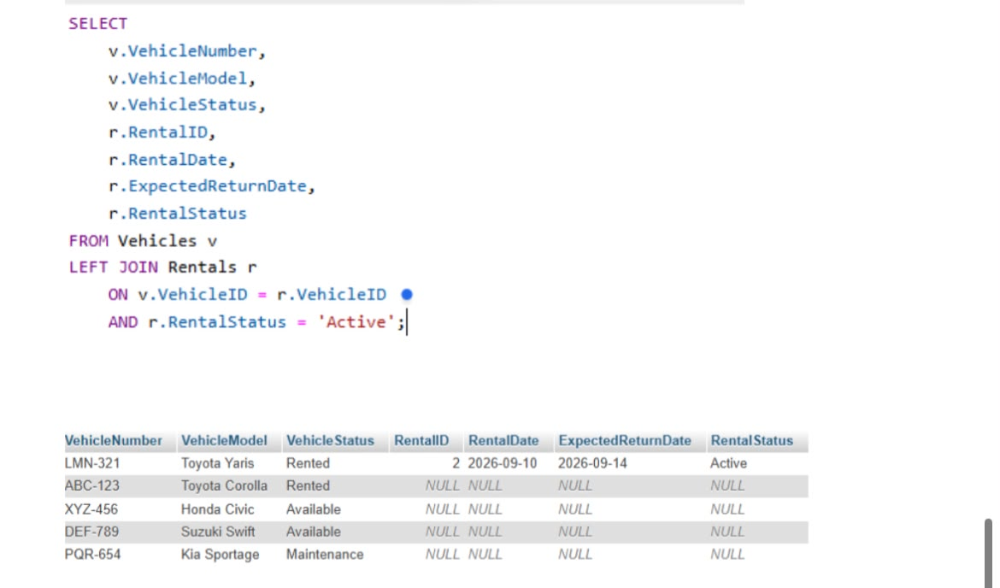 SELECT
v.VehicleNumber,
v.VehicleModel,
v.VehicleStatus,
r.RentalID,
r.RentalDate,
r.ExpectedReturnDate,
r.RentalStatus
FROM Vehicles v
LEFT JOIN Rentals r
ON v.VehicleID = r.VehicleID
AND r.RentalStatus = 'Active';
VehicleNumber VehicleModel VehicleStatus RentalID RentalDate ExpectedReturnDate RentalStatus
LMN-321 Toyota Yaris Rented 2 2026-09-10 2026-09-14 Active
ABC-123 Toyota Corolla Rented NULL NULL NULL NULL
XYZ-456 Honda Civic Available NULL NULL NULL NULL
DEF-789 Suzuki Swift Available NULL NULL NULL NULL
PQR-654 Kia Sportage Maintenance NULL NULL NULL NULL